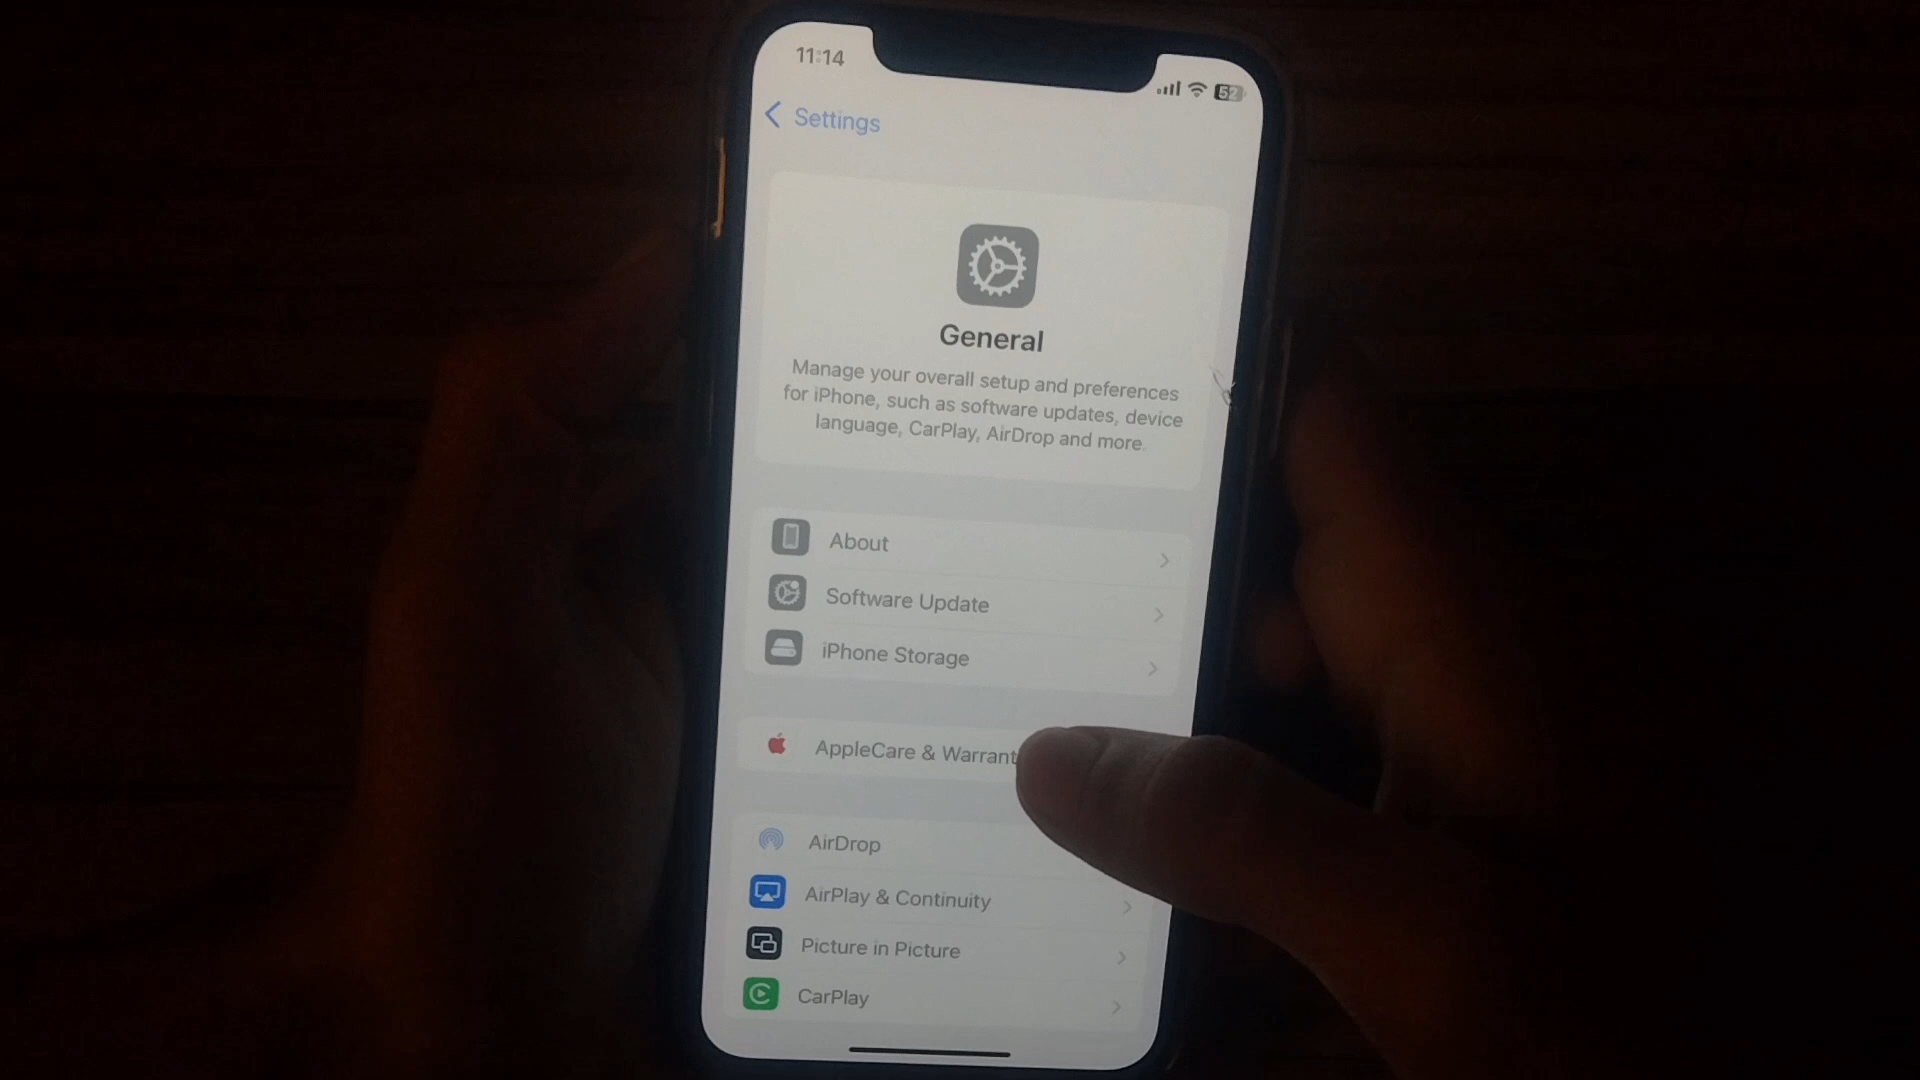 11:14
52
Settings
General
Manage your overall setup and preferences
for iPhone, such as software updates, device
language, CarPlay, AirDrop and more.
About
Software Update
iPhone Storage
AppleCare & Warrant
AirDrop
AirPlay & Continuity
Picture in Picture
CarPlay